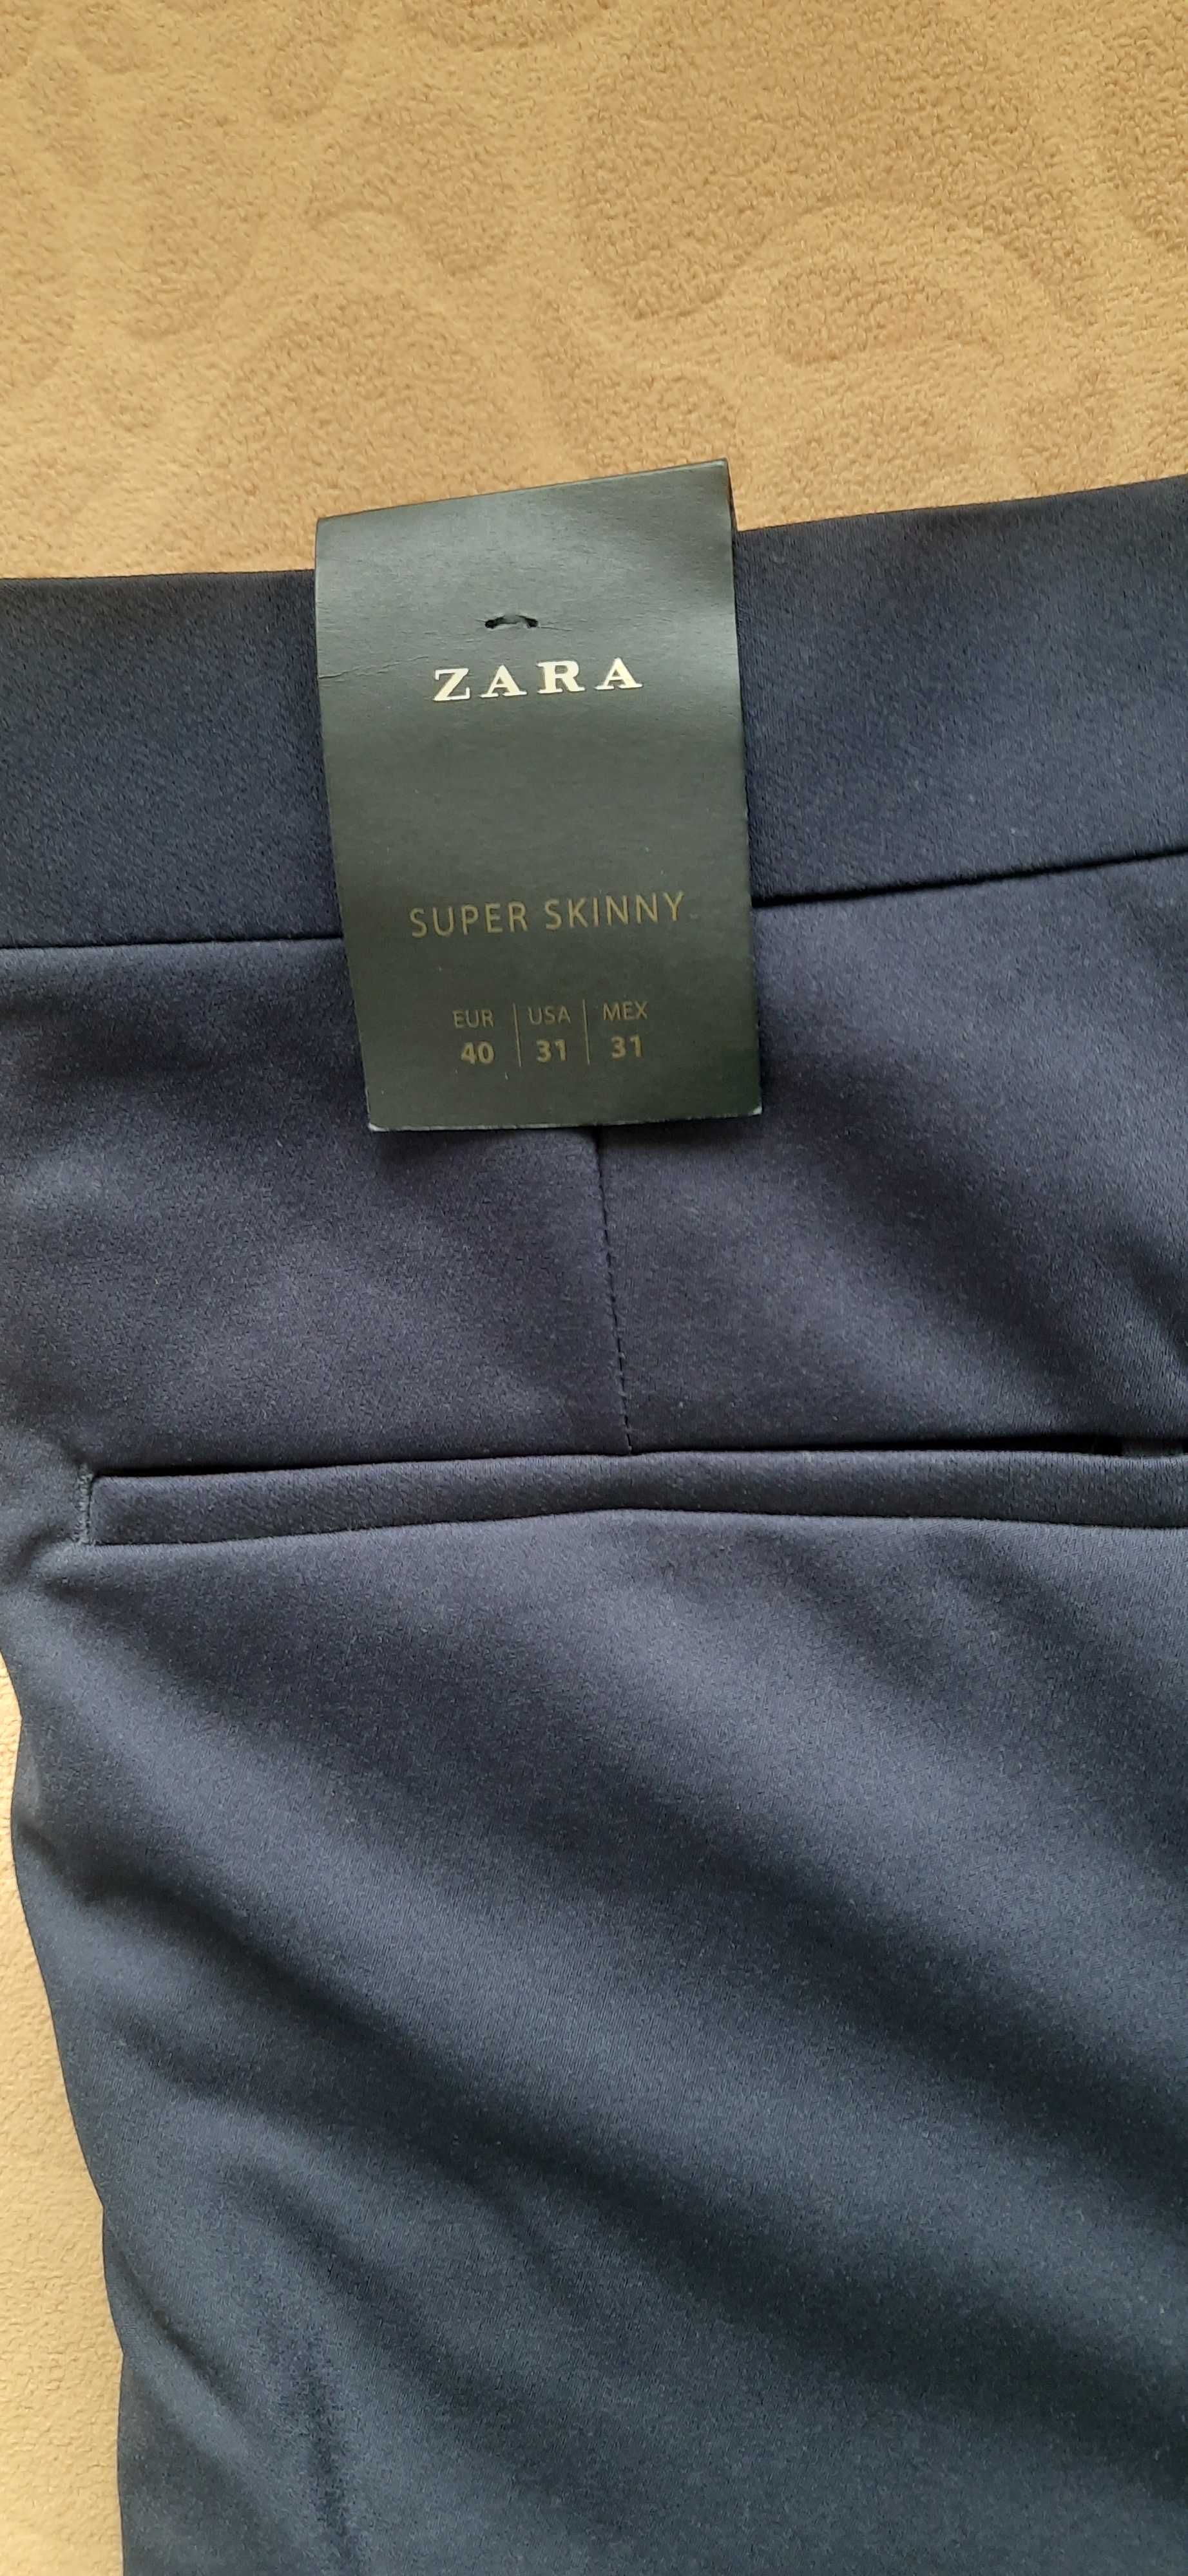 ZARA
SUPER SKINNY
EUR USA MEX
40 31 31